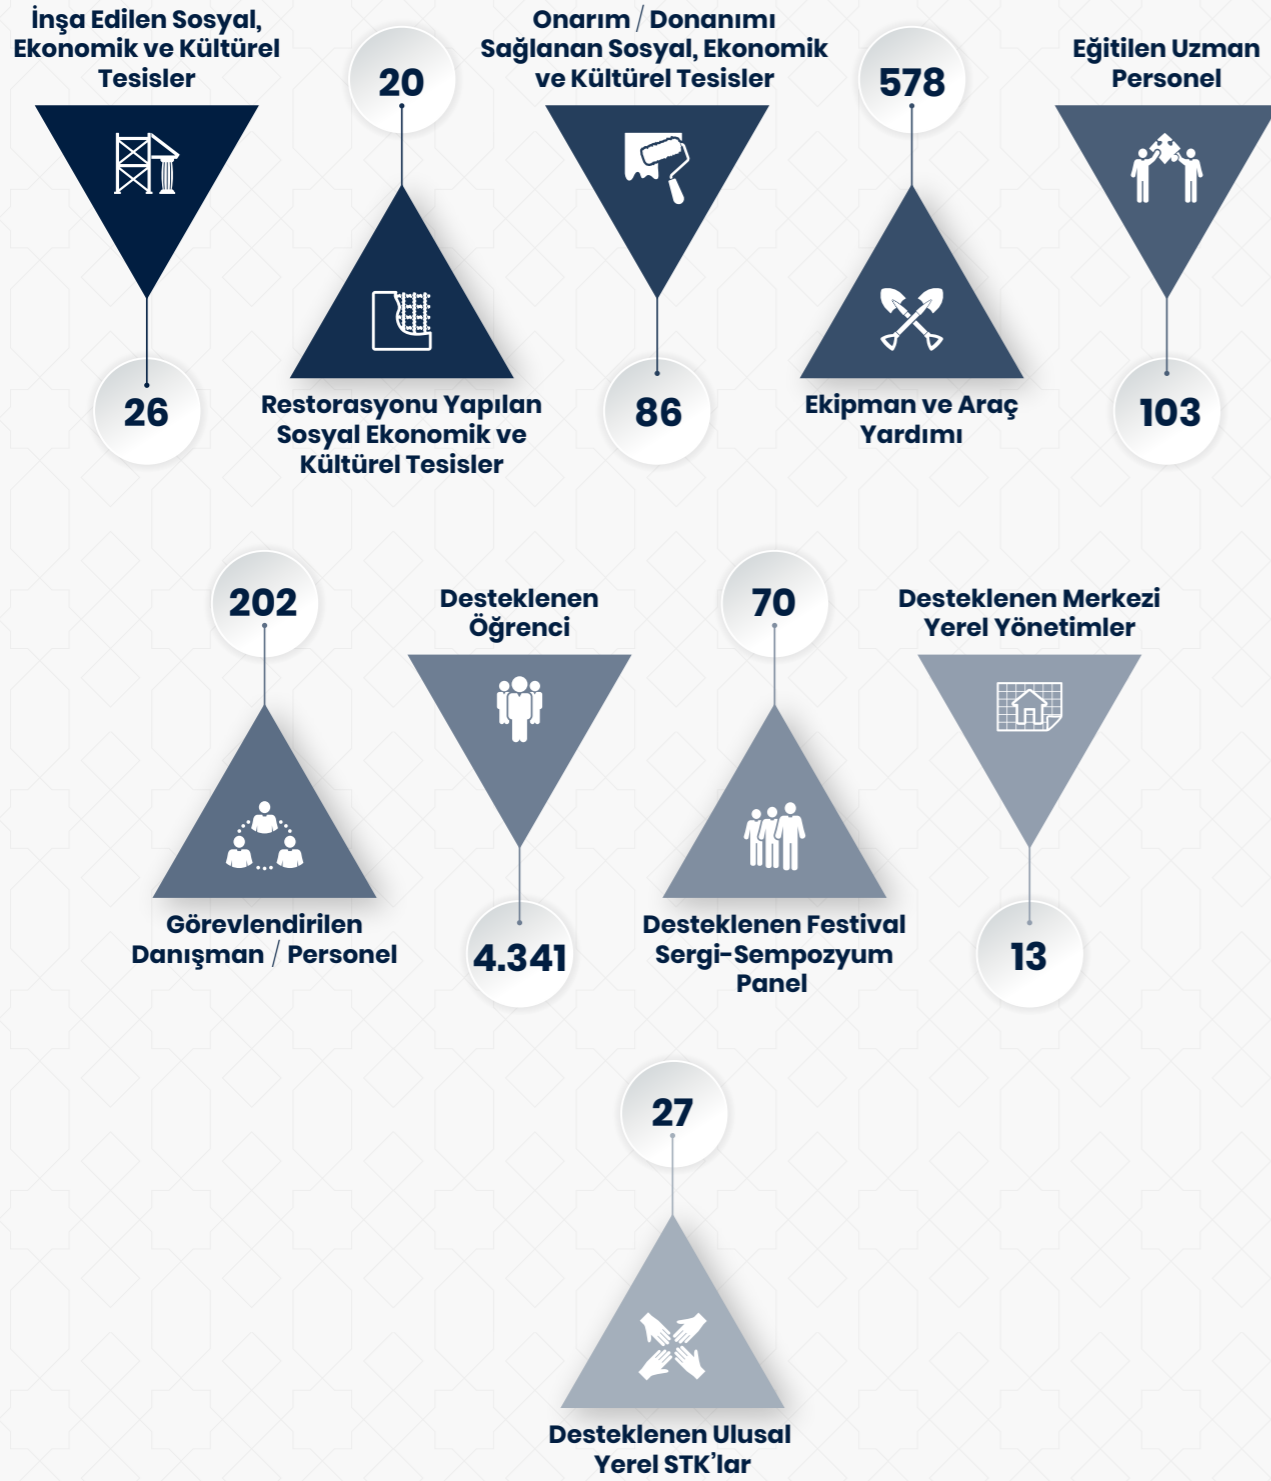 İnşa Edilen Sosyal,
Ekonomik ve Kültürel
Tesisler
26
20
Restorasyonu Yapılan
Sosyal Ekonomik ve
Kültürel Tesisler
Onarım / Donanımı
Sağlanan Sosyal, Ekonomik
ve Kültürel Tesisler
86
578
Ekipman ve Araç
Yardımı
Eğitilen Uzman
Personel
103
202
Görevlendirilen
Danışman / Personel
Desteklenen
Öğrenci
4.341
70
Desteklenen Festival
Sergi-Sempozyum
Panel
Desteklenen Merkezi
Yerel Yönetimler
13
27
Desteklenen Ulusal
Yerel STK’lar